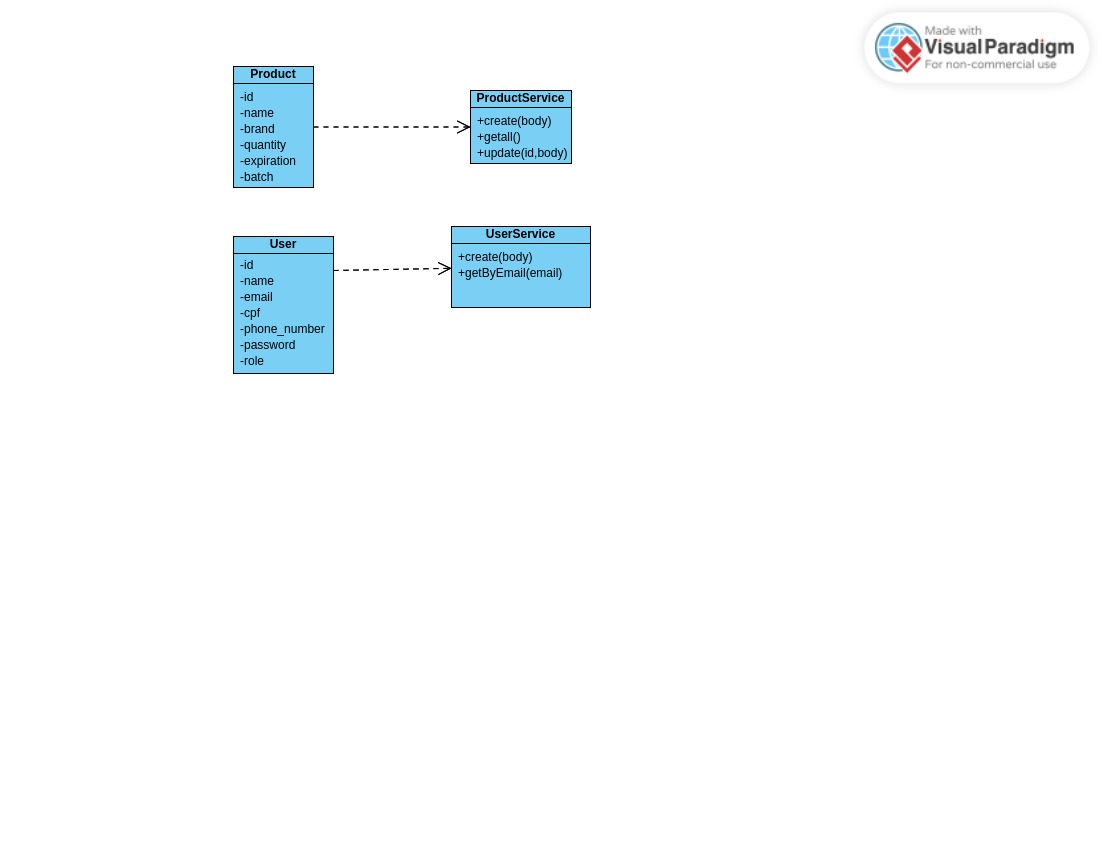 Made with
Visual Paradigm
For non-commercial use
Product
-id
-name
-brand
-quantity
-expiration
-batch
ProductService
+create(body)
+getall()
+update(id,body)
User
-id
-name
-email
-cpf
-phone_number
-password
-role
UserService
+create(body)
+getByEmail(email)